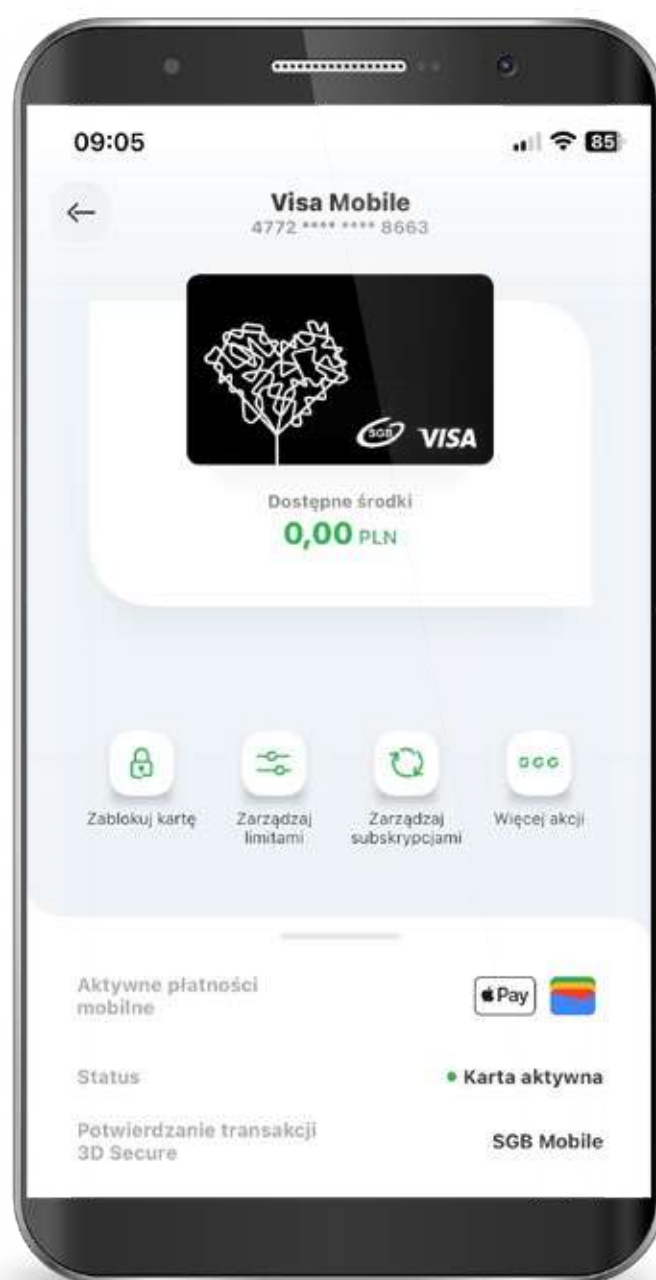 09:05
85
Visa Mobile
4772 **** **** 8663
SGB VISA
Dostępne środki
0,00 PLN
Zablokuj kartę
Zarządzaj
limitami
Zarządzaj
subskrypcjami
Więcej akcji
Aktywne płatności
mobilne
Pay
Status
Karta aktywna
Potwierdzanie transakcji
3D Secure
SGB Mobile